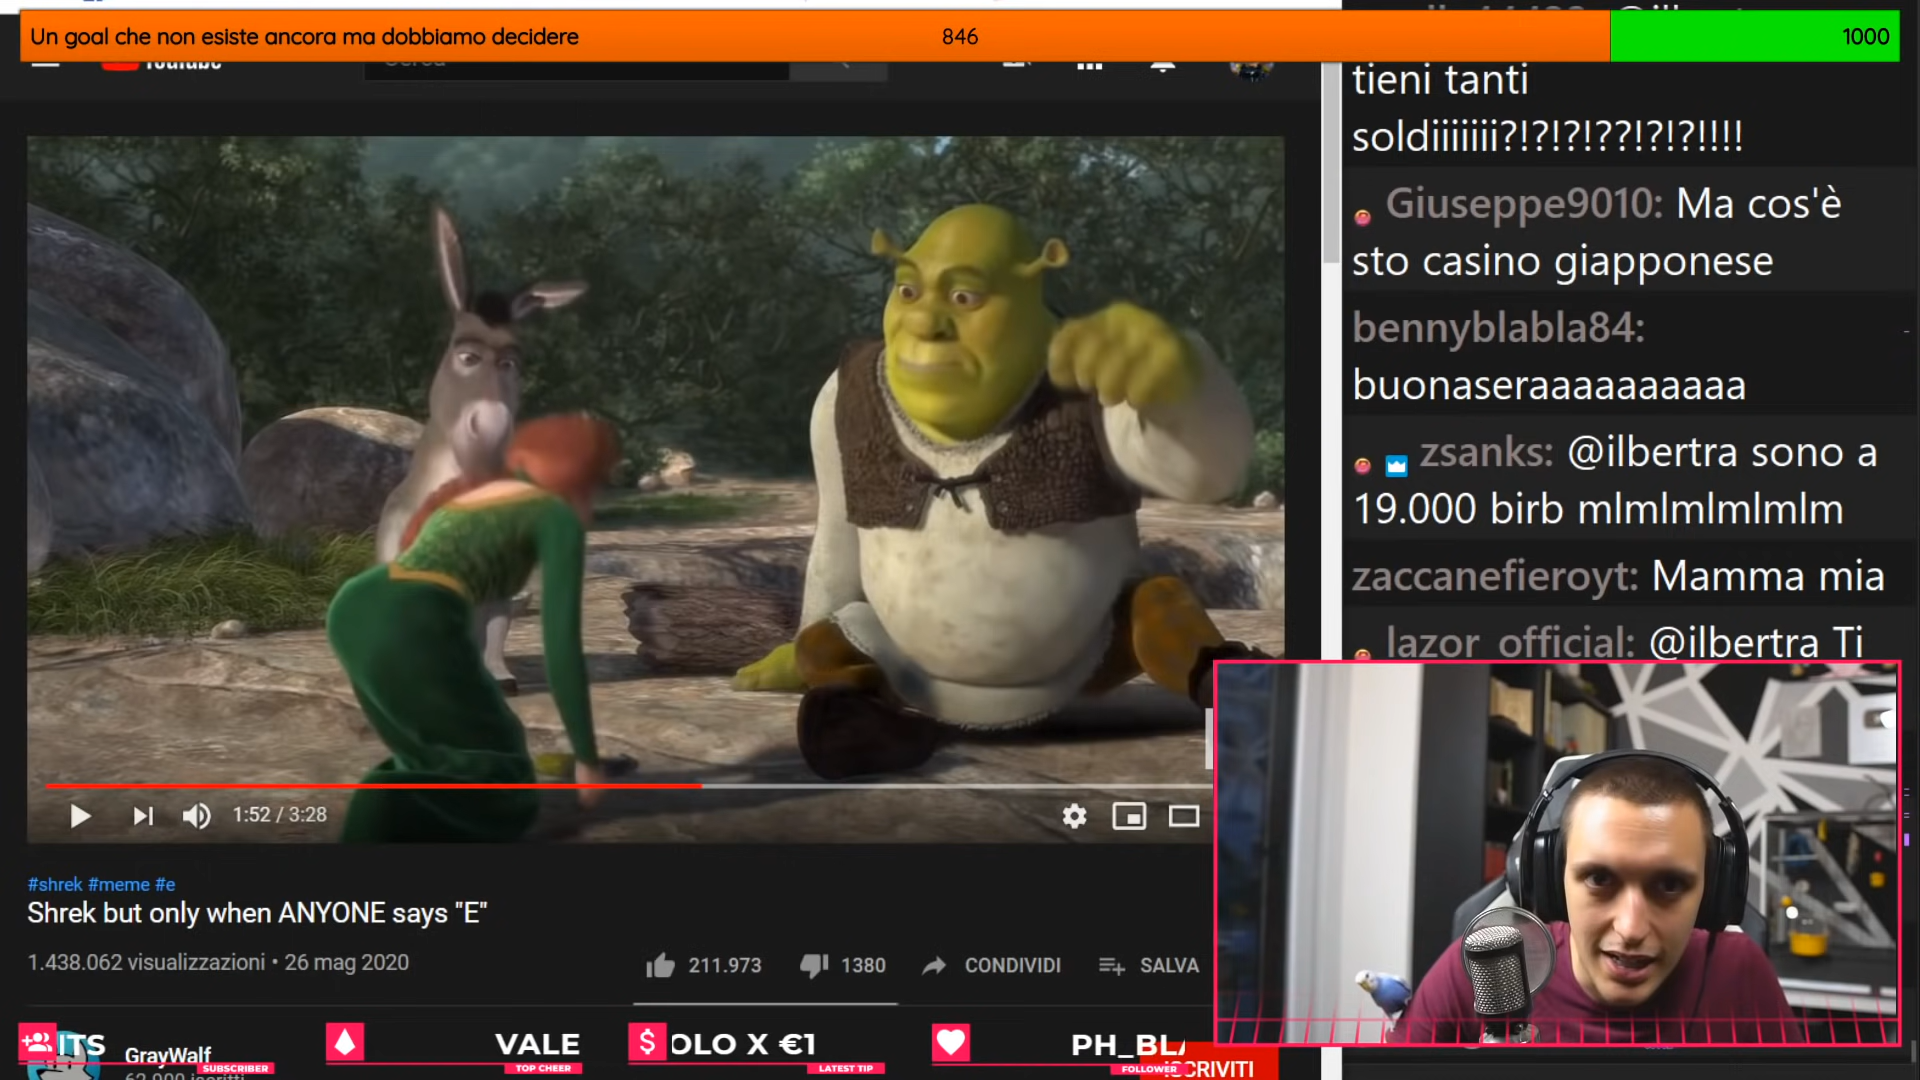 Un goal che non esiste ancora ma dobbiamo decidere 846 1000
tieni tanti
soldiiiiiii?!?!?!??!?!?!!!!
Giuseppe9010: Ma cos'è
sto casino giapponese
bennyblabla84:
buonaseraaaaaaaaaa
zsanks: @ilbertra sono a
19.000 birb mlmlmlmlmlm
zaccanefieroyt: Mamma mia
lazor_official: @ilbertra Ti
1:52 / 3:28
#shrek #meme #e
Shrek but only when ANYONE says "E"
1.438.062 visualizzazioni • 26 mag 2020
211.973 1380 CONDIVIDI SALVA
ITS VALE OLO X €1 PH_BLA
GrayWalf
SUBSCRIBER TOP CHEER LATEST TIP FOLLOWER
ISCRIVITI